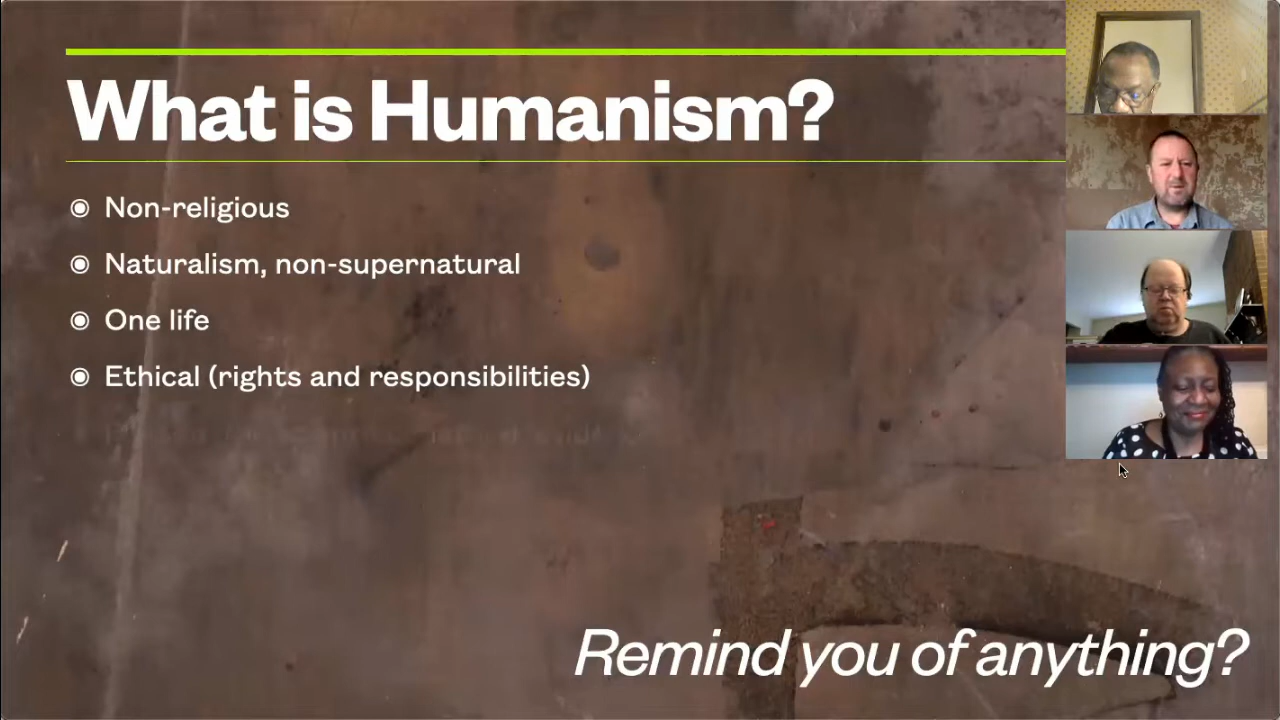 What is Humanism?
Non-religious
Naturalism, non-supernatural
One life
Ethical (rights and responsibilities)
Remind you of anything?